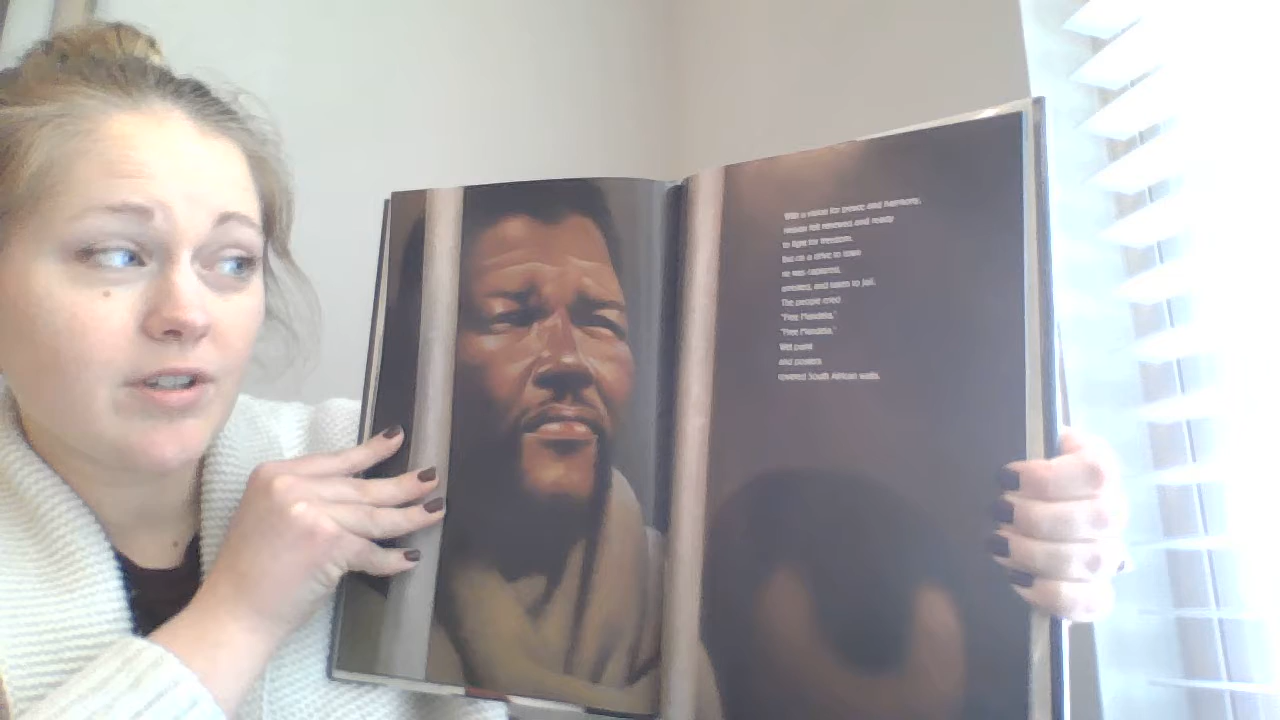 With a vision for peace and harmony,
Nelson felt renewed and ready
to fight for freedom.
But on a drive to town
he was captured,
arrested, and taken to jail.
The people cried
"Free Mandela."
"Free Mandela."
Wet paint
and posters
covered South African walls.